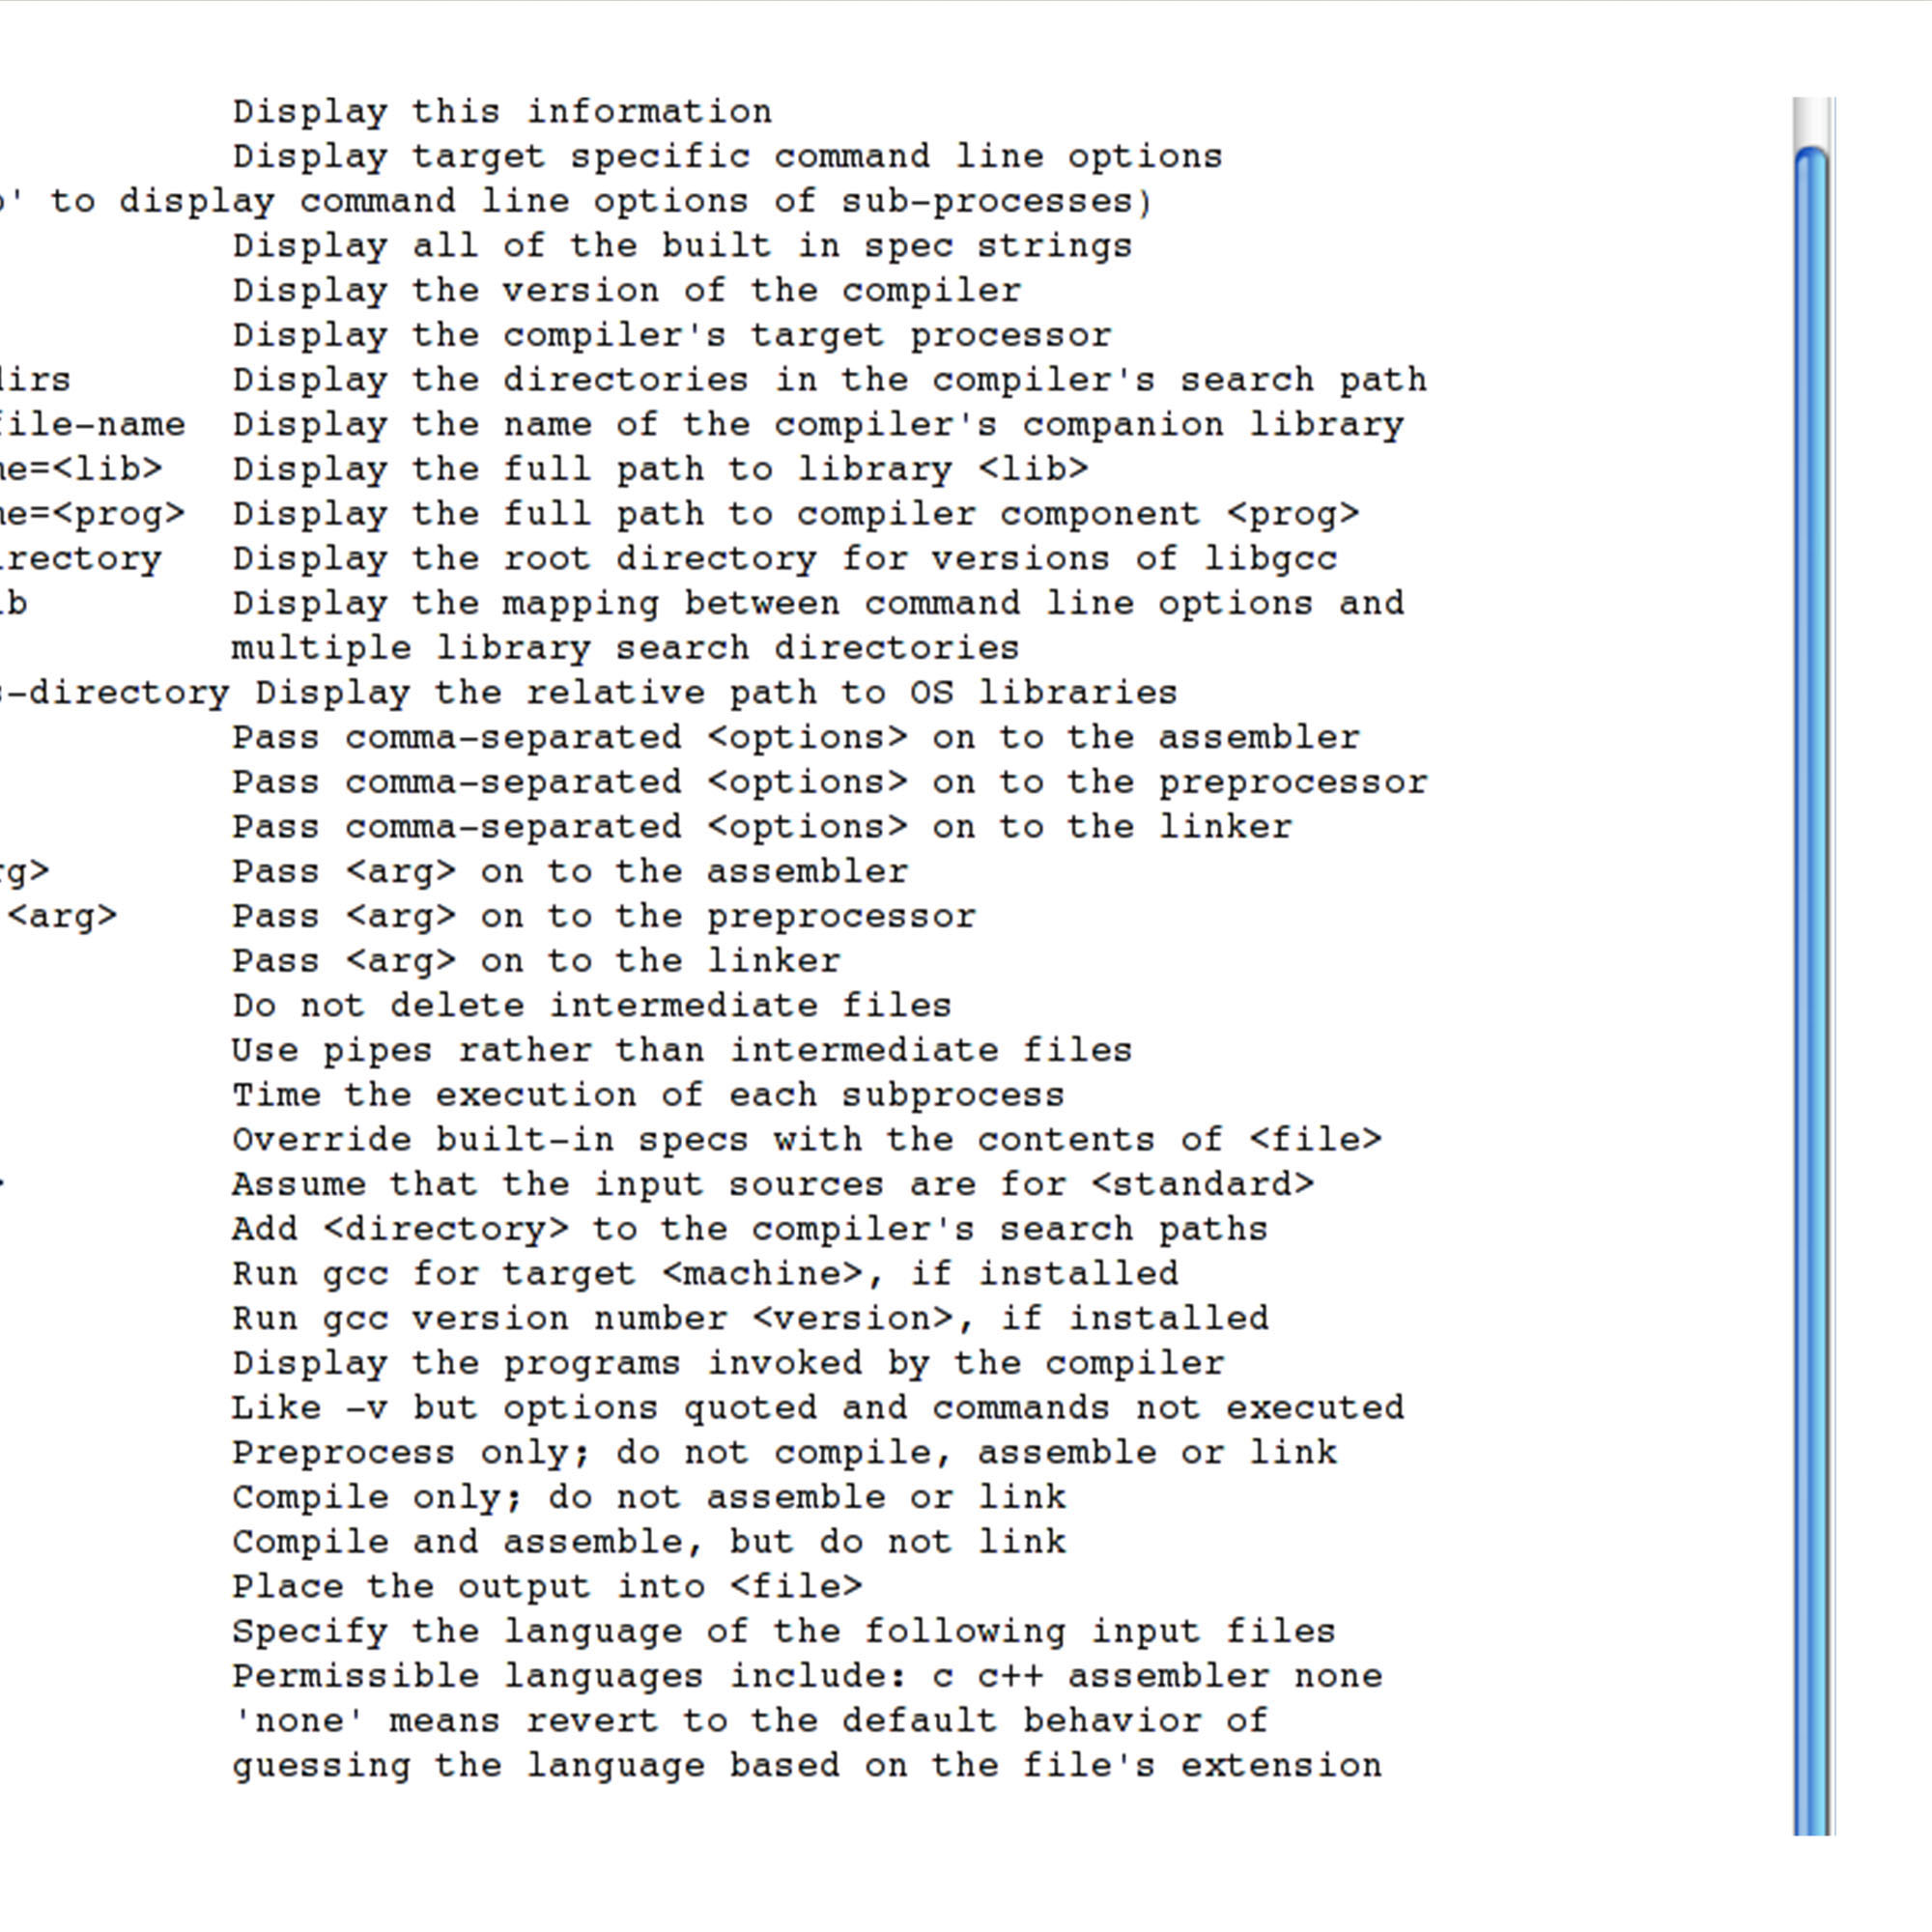 Display this information
Display target specific command line options
' to display command line options of sub-processes)
Display all of the built in spec strings
Display the version of the compiler
Display the compiler's target processor
dirs Display the directories in the compiler's search path
file-name Display the name of the compiler's companion library
me=<lib> Display the full path to library <lib>
me=<prog> Display the full path to compiler component <prog>
irectory Display the root directory for versions of libgcc
ib Display the mapping between command line options and
multiple library search directories
s-directory Display the relative path to OS libraries
Pass comma-separated <options> on to the assembler
Pass comma-separated <options> on to the preprocessor
Pass comma-separated <options> on to the linker
rg> Pass <arg> on to the assembler
<arg> Pass <arg> on to the preprocessor
Pass <arg> on to the linker
Do not delete intermediate files
Use pipes rather than intermediate files
Time the execution of each subprocess
Override built-in specs with the contents of <file>
Assume that the input sources are for <standard>
Add <directory> to the compiler's search paths
Run gcc for target <machine>, if installed
Run gcc version number <version>, if installed
Display the programs invoked by the compiler
Like -v but options quoted and commands not executed
Preprocess only; do not compile, assemble or link
Compile only; do not assemble or link
Compile and assemble, but do not link
Place the output into <file>
Specify the language of the following input files
Permissible languages include: c c++ assembler none
'none' means revert to the default behavior of
guessing the language based on the file's extension